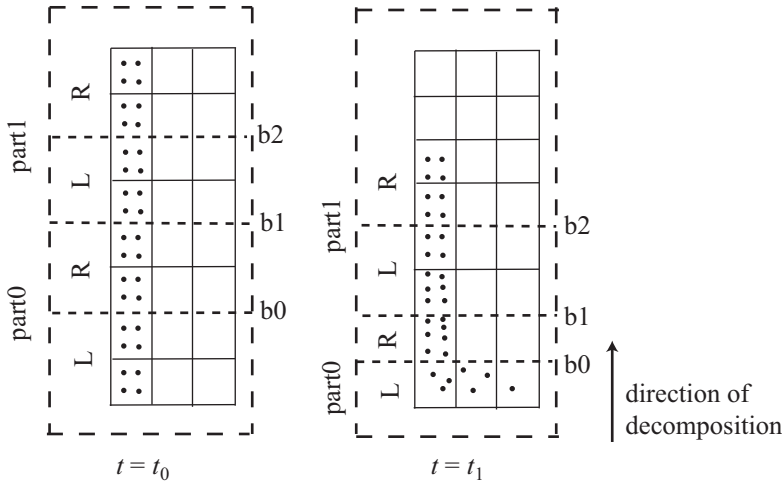 part1
R
L
part0
R
L
b2
b1
b0
t = t0
part1
R
L
part0
R
L
b2
b1
b0
t = t1
direction of
decomposition